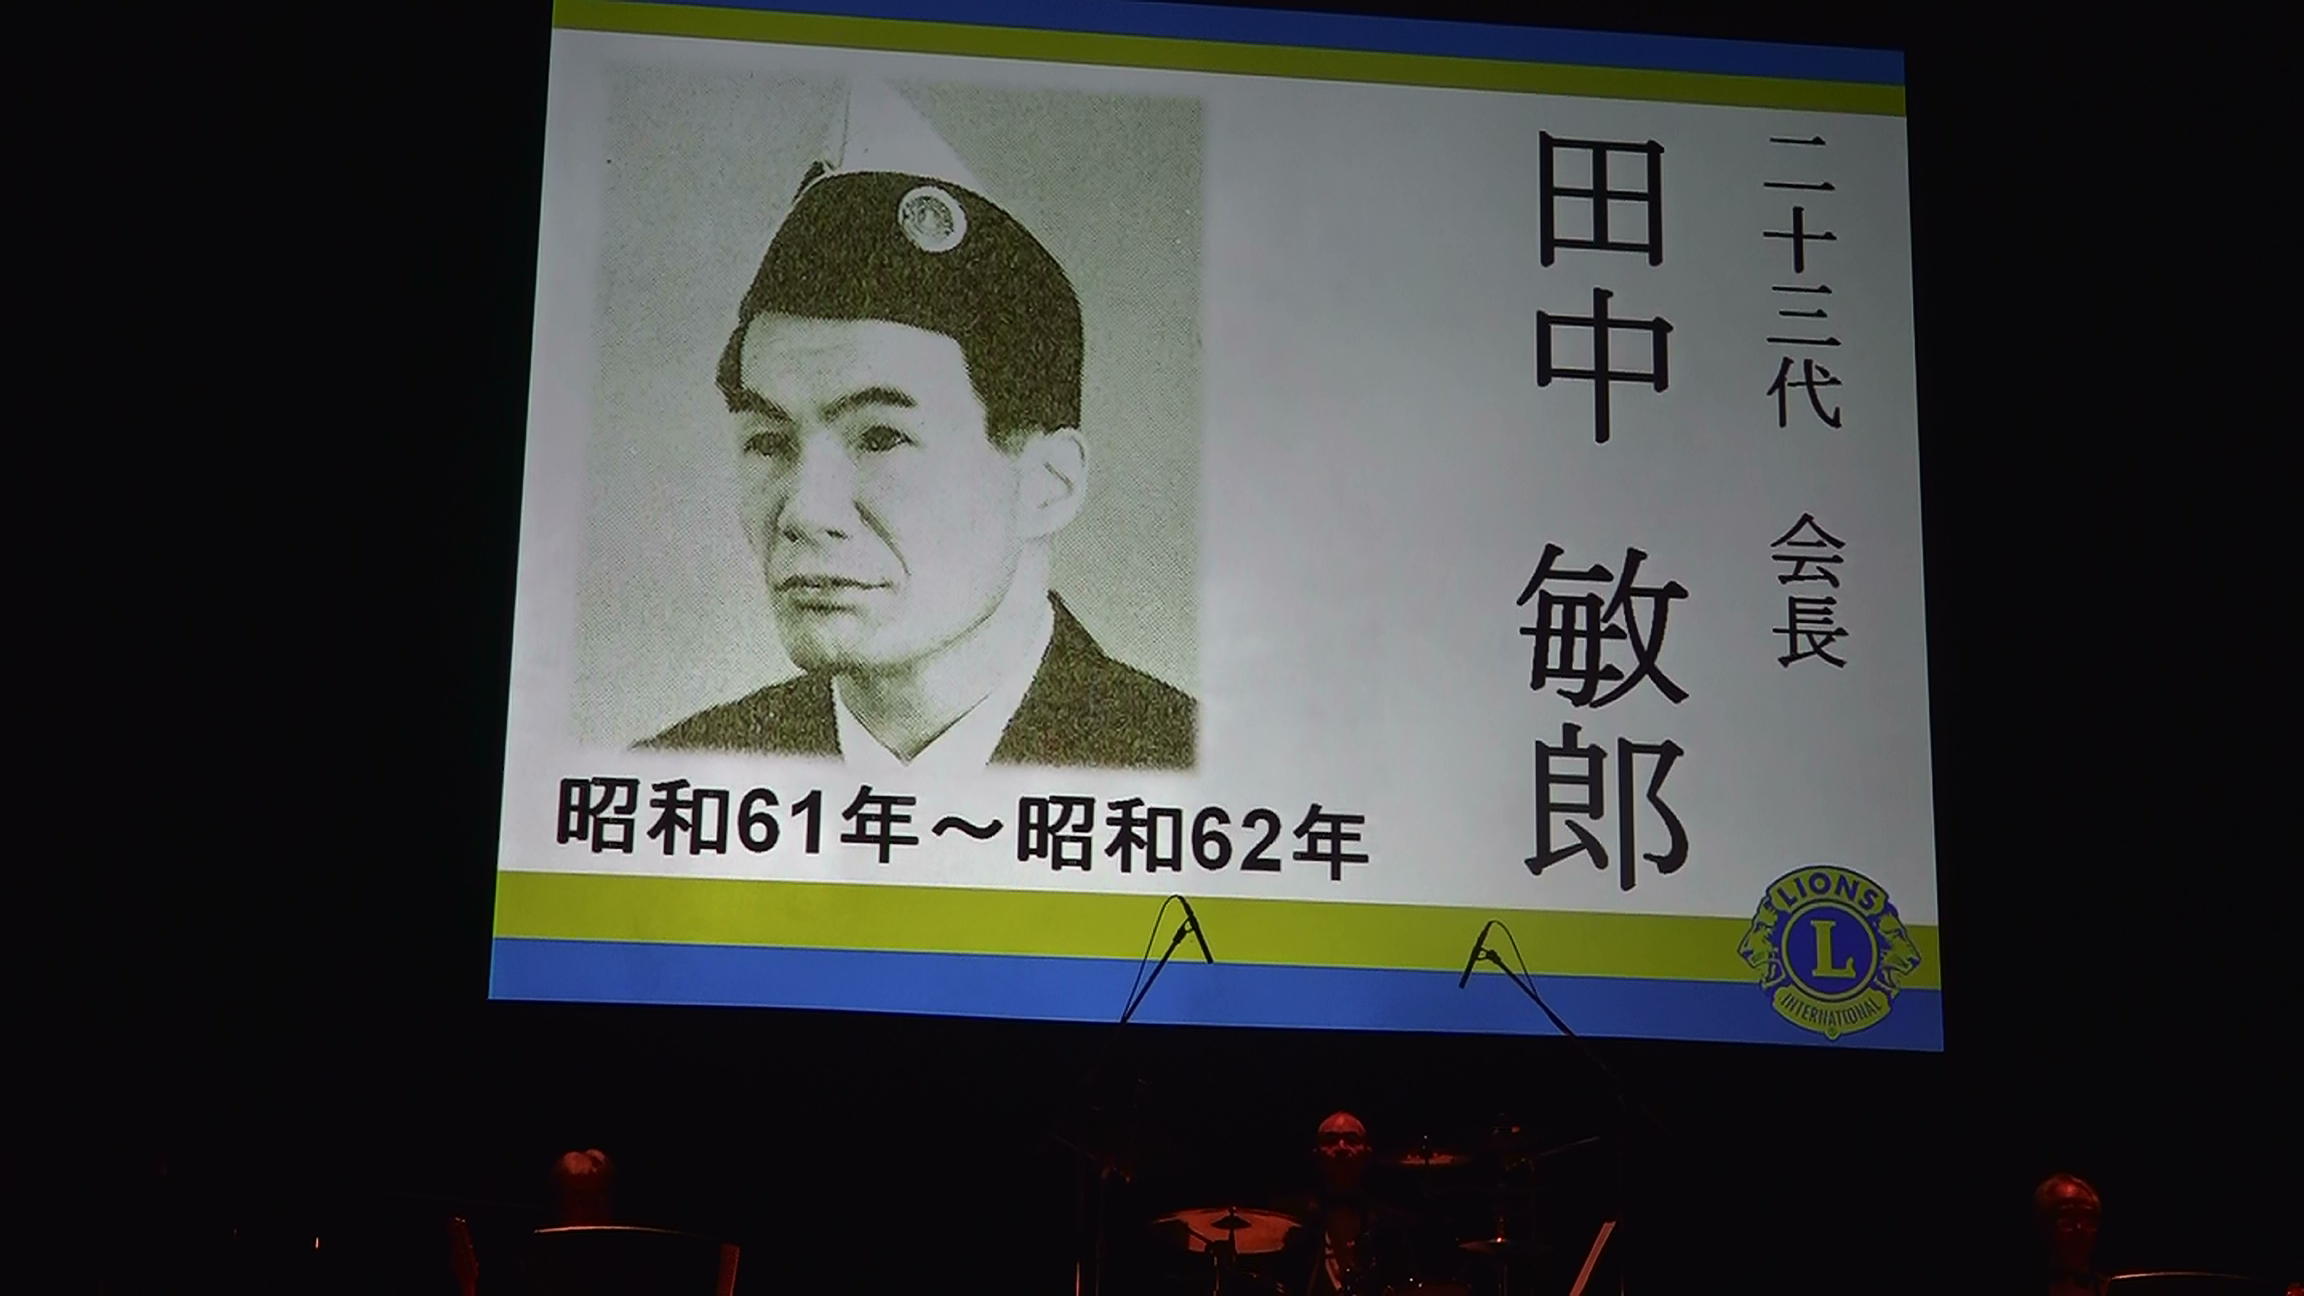 二十三代　会長
田中　敏郎
昭和61年～昭和62年
LIONS
L
INTERNATIONAL
®